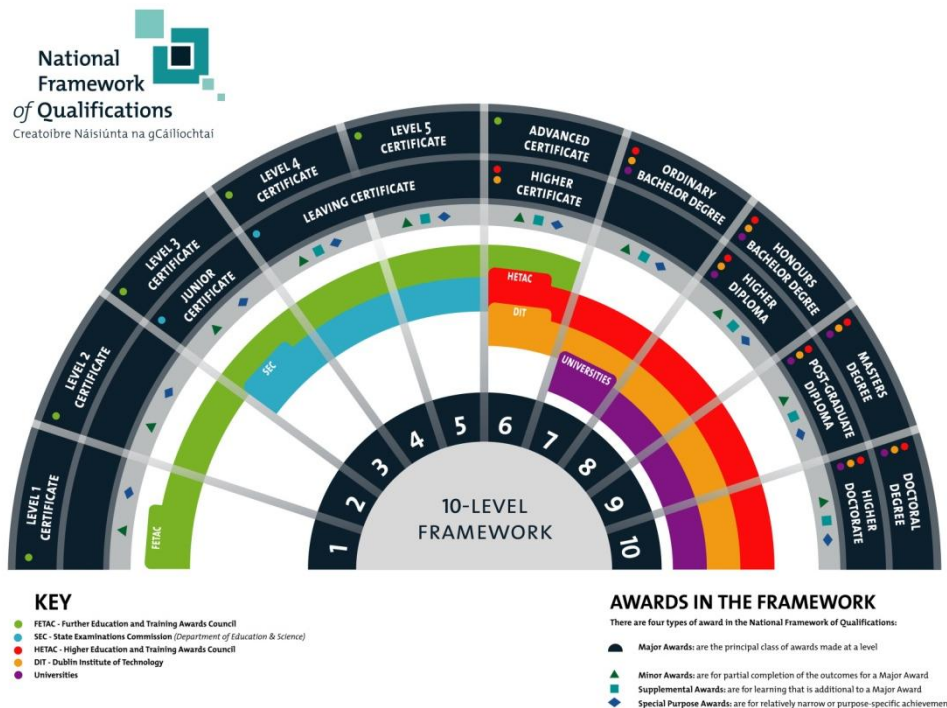 National
Framework
of Qualifications
Creatoibre Náisiúnta na gCáilíochtaí
LEVEL 1
CERTIFICATE
LEVEL 2
CERTIFICATE
LEVEL 3
CERTIFICATE
JUNIOR
CERTIFICATE
LEVEL 4
CERTIFICATE
LEVEL 5
CERTIFICATE
LEAVING CERTIFICATE
ADVANCED
CERTIFICATE
HIGHER
CERTIFICATE
ORDINARY
BACHELOR DEGREE
HONOURS
BACHELOR DEGREE
HIGHER
DIPLOMA
MASTERS
DEGREE
POST-GRADUATE
DIPLOMA
DOCTORAL
DEGREE
HIGHER
DOCTORATE
FETAC
SEC
HETAC
DIT
UNIVERSITIES
1
2
3
4
5
6
7
8
9
10
10-LEVEL
FRAMEWORK
KEY
FETAC - Further Education and Training Awards Council
SEC - State Examinations Commission (Department of Education & Science)
HETAC - Higher Education and Training Awards Council
DIT - Dublin Institute of Technology
Universities
AWARDS IN THE FRAMEWORK
There are four types of award in the National Framework of Qualifications:
Major Awards: are the principal class of awards made at a level
Minor Awards: are for partial completion of the outcomes for a Major Award
Supplemental Awards: are for learning that is additional to a Major Award
Special Purpose Awards: are for relatively narrow or purpose-specific achievemen